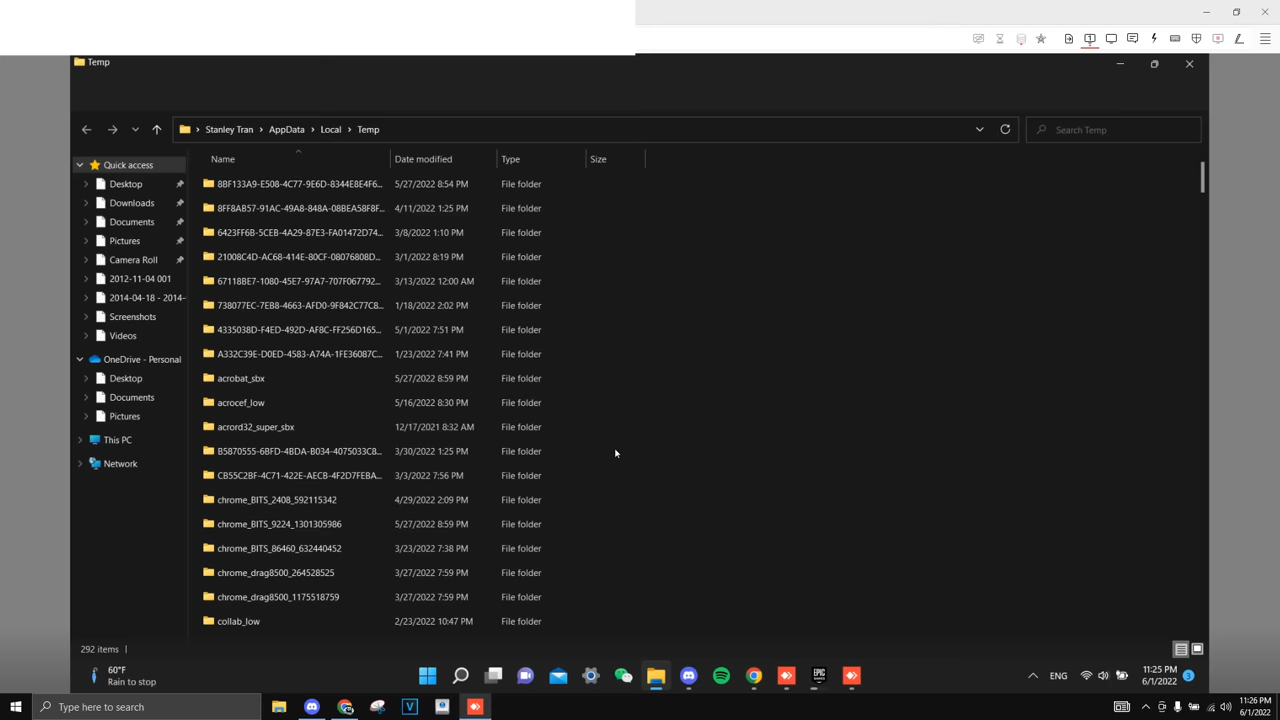 Temp
Stanley Tran > AppData > Local > Temp
Search Temp
Name Date modified Type Size
Quick access
Desktop
Downloads
Documents
Pictures
Camera Roll
2012-11-04 001
2014-04-18 - 2014-
Screenshots
Videos
OneDrive - Personal
Desktop
Documents
Pictures
This PC
Network
8BF133A9-E508-4C77-9E6D-8344E8E4F6... 5/27/2022 8:54 PM File folder
8FF8AB57-91AC-49A8-848A-08BEA58F8F... 4/11/2022 1:25 PM File folder
6423FF6B-5CEB-4A29-87E3-FA01472D74... 3/8/2022 1:10 PM File folder
21008C4D-AC68-414E-80CF-08076808D... 3/1/2022 8:19 PM File folder
67118BE7-1080-45E7-97A7-707F067792... 3/13/2022 12:00 AM File folder
738077EC-7EB8-4663-AFD0-9F842C77C8... 1/18/2022 2:02 PM File folder
4335038D-F4ED-492D-AF8C-FF256D165... 5/1/2022 7:51 PM File folder
A332C39E-D0ED-4583-A74A-1FE36087C... 1/23/2022 7:41 PM File folder
acrobat_sbx 5/27/2022 8:59 PM File folder
acrocef_low 5/16/2022 8:30 PM File folder
acrord32_super_sbx 12/17/2021 8:32 AM File folder
B5870555-6BFD-4BDA-B034-4075033C8... 3/30/2022 1:25 PM File folder
CB55C2BF-4C71-422E-AECB-4F2D7FEBA... 3/3/2022 7:56 PM File folder
chrome_BITS_2408_592115342 4/29/2022 2:09 PM File folder
chrome_BITS_9224_1301305986 5/27/2022 8:59 PM File folder
chrome_BITS_86460_632440452 3/23/2022 7:38 PM File folder
chrome_drag8500_264528525 3/27/2022 7:59 PM File folder
chrome_drag8500_1175518759 3/27/2022 7:59 PM File folder
collab_low 2/23/2022 10:47 PM File folder
292 items
60°F
Rain to stop
EPIC
GAMES
ENG
11:25 PM
6/1/2022
3
Type here to search
11:26 PM
6/1/2022